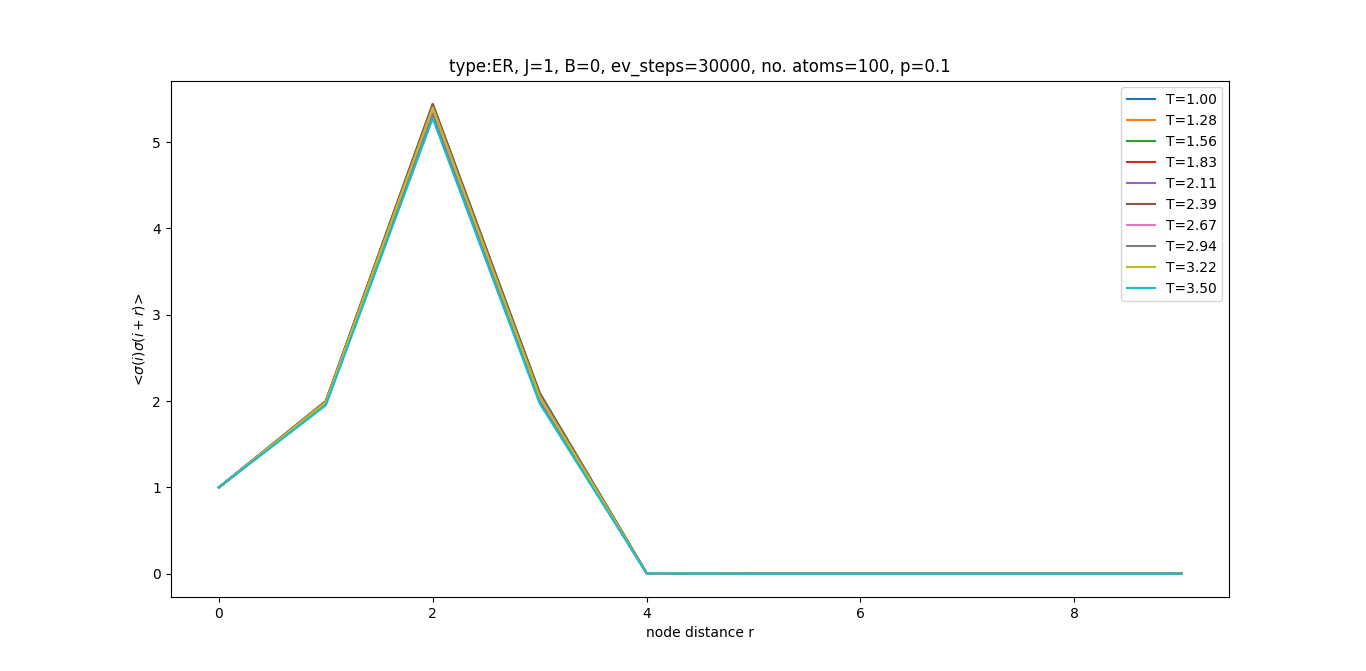 type:ER, J=1, B=0, ev_steps=30000, no. atoms=100, p=0.1
<σ(i)σ(i + r)>
5
4
3
2
1
0
T=1.00
T=1.28
T=1.56
T=1.83
T=2.11
T=2.39
T=2.67
T=2.94
T=3.22
T=3.50
0 2 4 6 8
node distance r